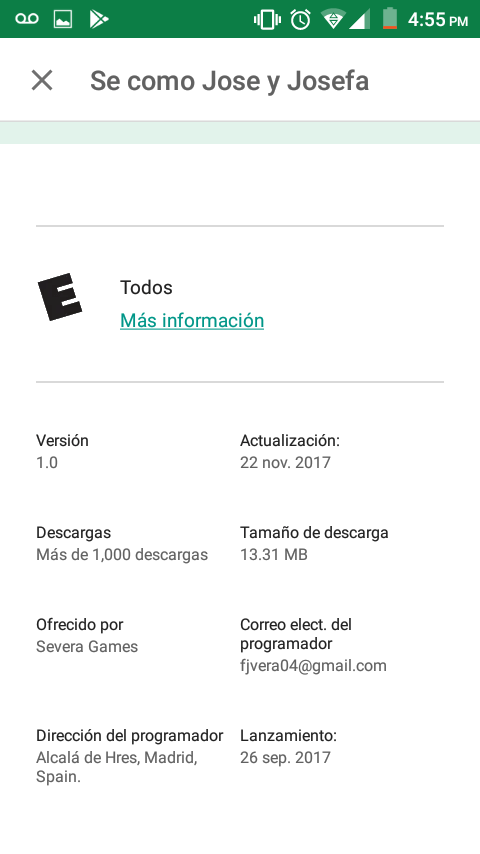 4:55 PM
Se como Jose y Josefa
E
Todos
Más información
Versión
1.0
Actualización:
22 nov. 2017
Descargas
Más de 1,000 descargas
Tamaño de descarga
13.31 MB
Ofrecido por
Severa Games
Correo elect. del
programador
fjvera04@gmail.com
Dirección del programador
Alcalá de Hres, Madrid,
Spain.
Lanzamiento:
26 sep. 2017